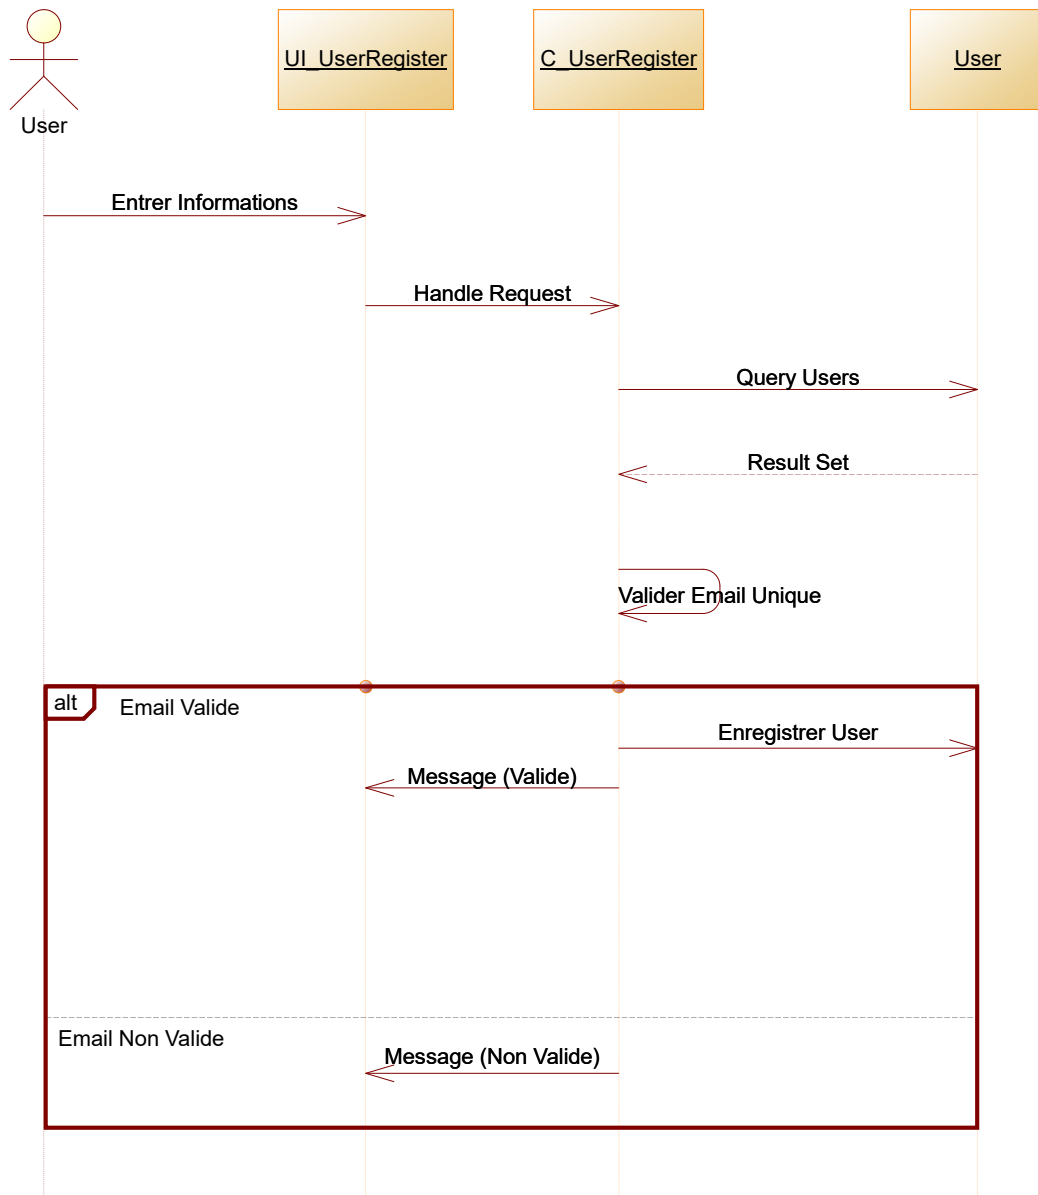 UI_UserRegister
C_UserRegister
User
User
Entrer Informations
Handle Request
Query Users
Result Set
Valider Email Unique
alt
Email Valide
Enregistrer User
Message (Valide)
Email Non Valide
Message (Non Valide)